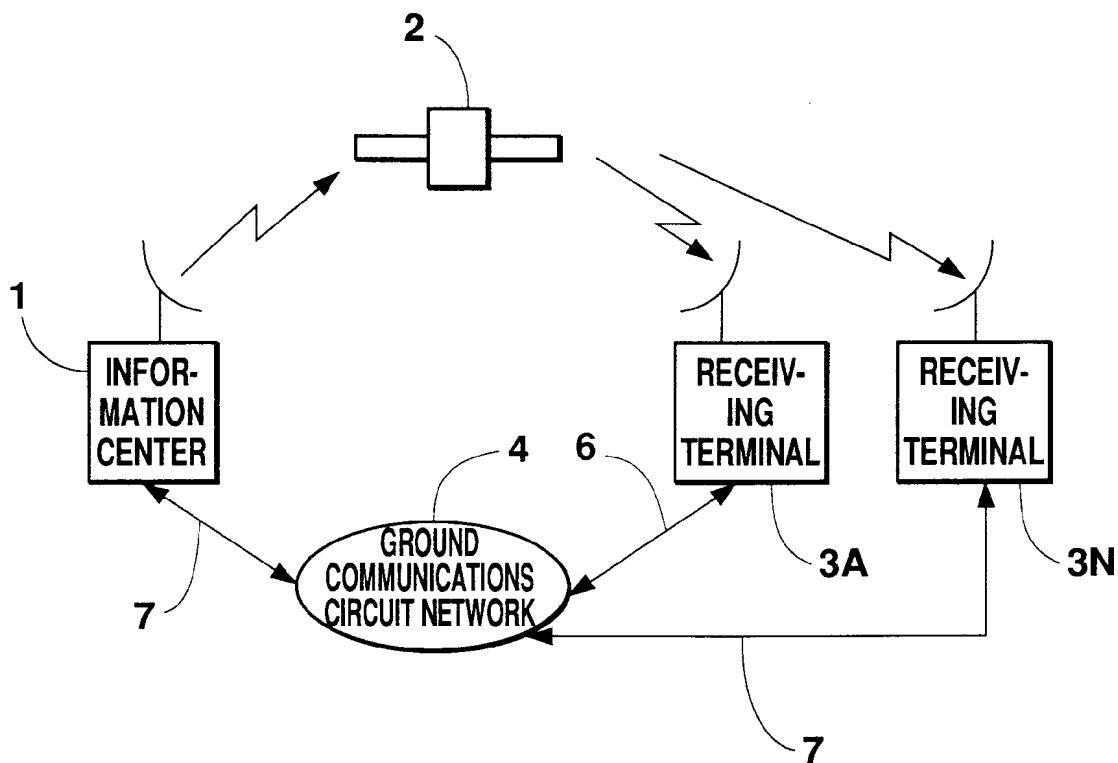 2
1
INFOR-
MATION
CENTER
RECEIV-
ING
TERMINAL
RECEIV-
ING
TERMINAL
4
6
7
GROUND
COMMUNICATIONS
CIRCUIT NETWORK
3A
3N
7